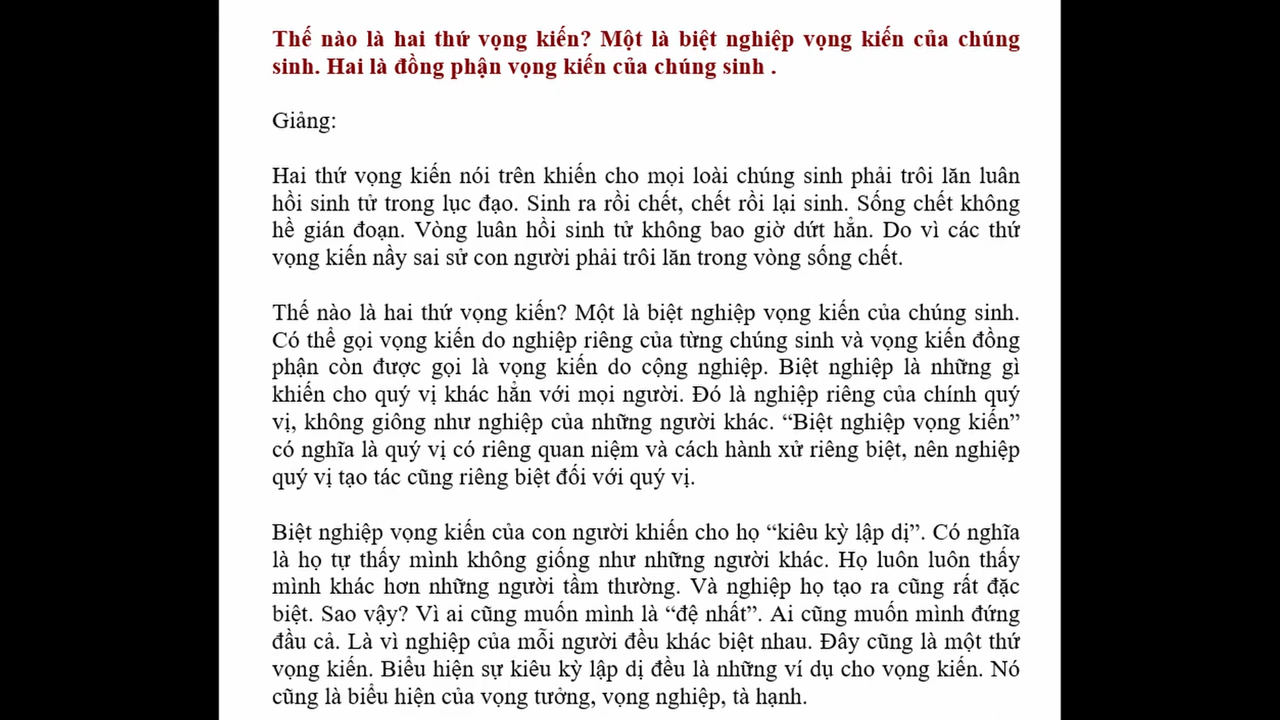 Thế nào là hai thứ vọng kiến? Một là biệt nghiệp vọng kiến của chúng
sinh. Hai là đồng phận vọng kiến của chúng sinh .
Giảng:
Hai thứ vọng kiến nói trên khiến cho mọi loài chúng sinh phải trôi lăn luân
hồi sinh tử trong lục đạo. Sinh ra rồi chết, chết rồi lại sinh. Sống chết không
hề gián đoạn. Vòng luân hồi sinh tử không bao giờ dứt hẳn. Do vì các thứ
vọng kiến nầy sai sử con người phải trôi lăn trong vòng sống chết.
Thế nào là hai thứ vọng kiến? Một là biệt nghiệp vọng kiến của chúng sinh.
Có thể gọi vọng kiến do nghiệp riêng của từng chúng sinh và vọng kiến đồng
phận còn được gọi là vọng kiến do cộng nghiệp. Biệt nghiệp là những gì
khiến cho quý vị khác hẳn với mọi người. Đó là nghiệp riêng của chính quý
vị, không giông như nghiệp của những người khác. “Biệt nghiệp vọng kiến”
có nghĩa là quý vị có riêng quan niệm và cách hành xử riêng biệt, nên nghiệp
quý vị tạo tác cũng riêng biệt đối với quý vị.
Biệt nghiệp vọng kiến của con người khiến cho họ “kiêu kỳ lập dị”. Có nghĩa
là họ tự thấy mình không giống như những người khác. Họ luôn luôn thấy
mình khác hơn những người tầm thường. Và nghiệp họ tạo ra cũng rất đặc
biệt. Sao vậy? Vì ai cũng muốn mình là “đệ nhất”. Ai cũng muốn mình đứng
đầu cả. Là vì nghiệp của mỗi người đều khác biệt nhau. Đây cũng là một thứ
vọng kiến. Biểu hiện sự kiêu kỳ lập dị đều là những ví dụ cho vọng kiến. Nó
cũng là biểu hiện của vọng tưởng, vọng nghiệp, tà hạnh.